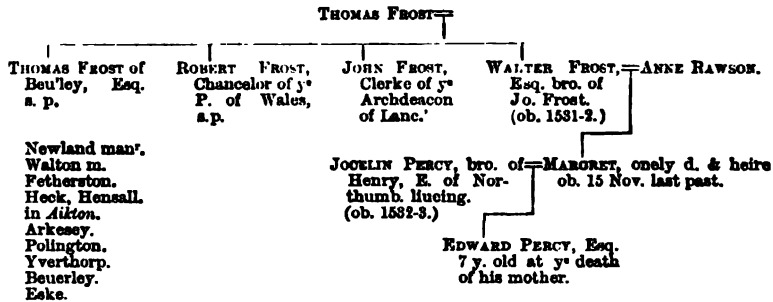 THOMAS FROST
THOMAS FROST of
Beu'ley, Esq.
s. p.
ROBERT FROST,
Chancelor of yᵉ
P. of Wales,
s.p.
JOHN FROST,
Clerke of yᵉ
Archdeacon
of Lanc.'
WALTER FROST,
Esq. bro. of
Jo. Frost.
(ob. 1531-2.)
ANNE RAWSON.
Newland manʳ.
Walton m.
Fetherston.
Heck, Hensall.
in Aikton.
Arkesey.
Polington.
Yverthorp.
Beuerley.
Eske.
JOCELIN PERCY, bro. of
Henry, E. of Nor-
thumb. liucing.
(ob. 1532-3.)
MARGRET, onely d. & heire
ob. 15 Nov. last past.
EDWARD PERCY, Esq.
7 y. old at yᵉ death
of his mother.